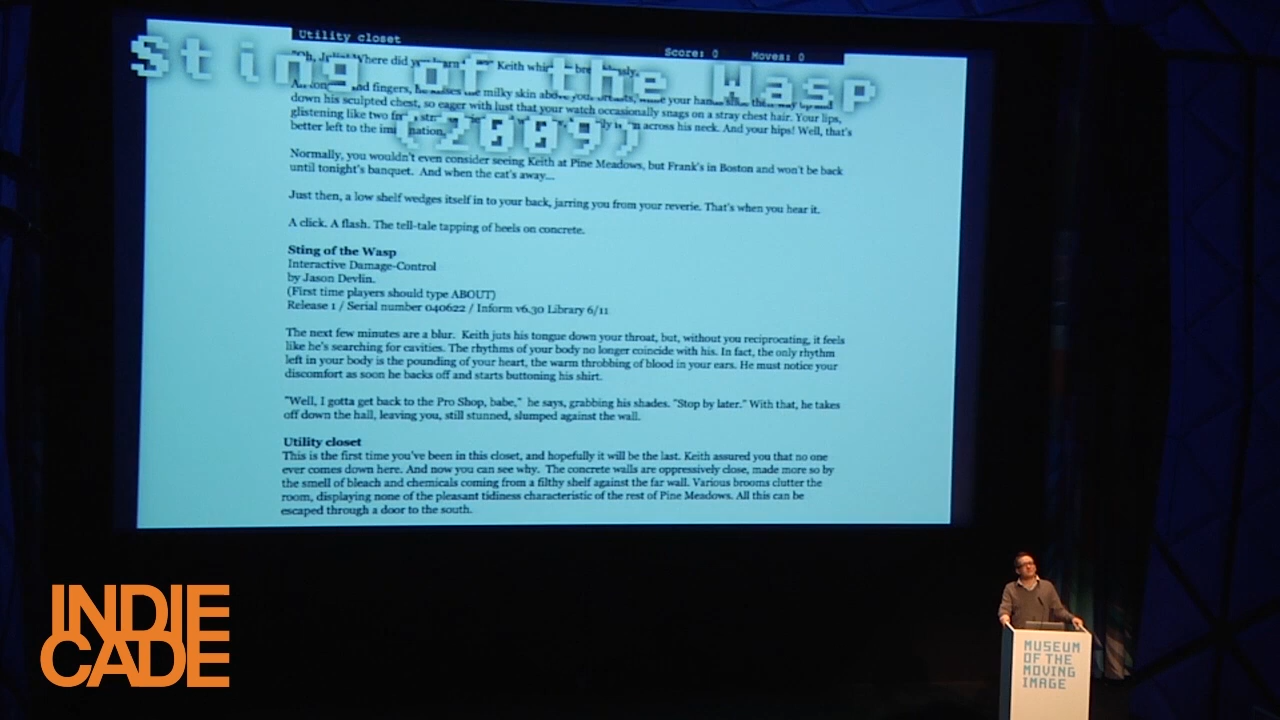 Utility closet
Score: 0 Moves: 0
Sting of the Wasp
(2009)
"Oh, Where did Keith
your
down his sculpted chest, so eager with lust that your watch occasionally snags on a stray chest hair. Your lips,
glistening like two across his neck. And your hips! Well, that's
better left to the imagination.
Normally, you wouldn't even consider seeing Keith at Pine Meadows, but Frank's in Boston and won't be back
until tonight's banquet. And when the cat's away...
Just then, a low shelf wedges itself in to your back, jarring you from your reverie. That's when you hear it.
A click. A flash. The tell-tale tapping of heels on concrete.
Sting of the Wasp
Interactive Damage-Control
by Jason Devlin.
(First time players should type ABOUT)
Release 1 / Serial number 040622 / Inform v6.30 Library 6/11
The next few minutes are a blur. Keith juts his tongue down your throat, but, without you reciprocating, it feels
like he's searching for cavities. The rhythms of your body no longer coincide with his. In fact, the only rhythm
left in your body is the pounding of your heart, the warm throbbing of blood in your ears. He must notice your
discomfort as soon he backs off and starts buttoning his shirt.
"Well, I gotta get back to the Pro Shop, babe," he says, grabbing his shades. "Stop by later." With that, he takes
off down the hall, leaving you, still stunned, slumped against the wall.
Utility closet
This is the first time you've been in this closet, and hopefully it will be the last. Keith assured you that no one
ever comes down here. And now you can see why. The concrete walls are oppressively close, made more so by
the smell of bleach and chemicals coming from a filthy shelf against the far wall. Various brooms clutter the
room, displaying none of the pleasant tidiness characteristic of the rest of Pine Meadows. All this can be
escaped through a door to the south.
INDIE
CADE
MUSEUM
OF THE
MOVING
IMAGE